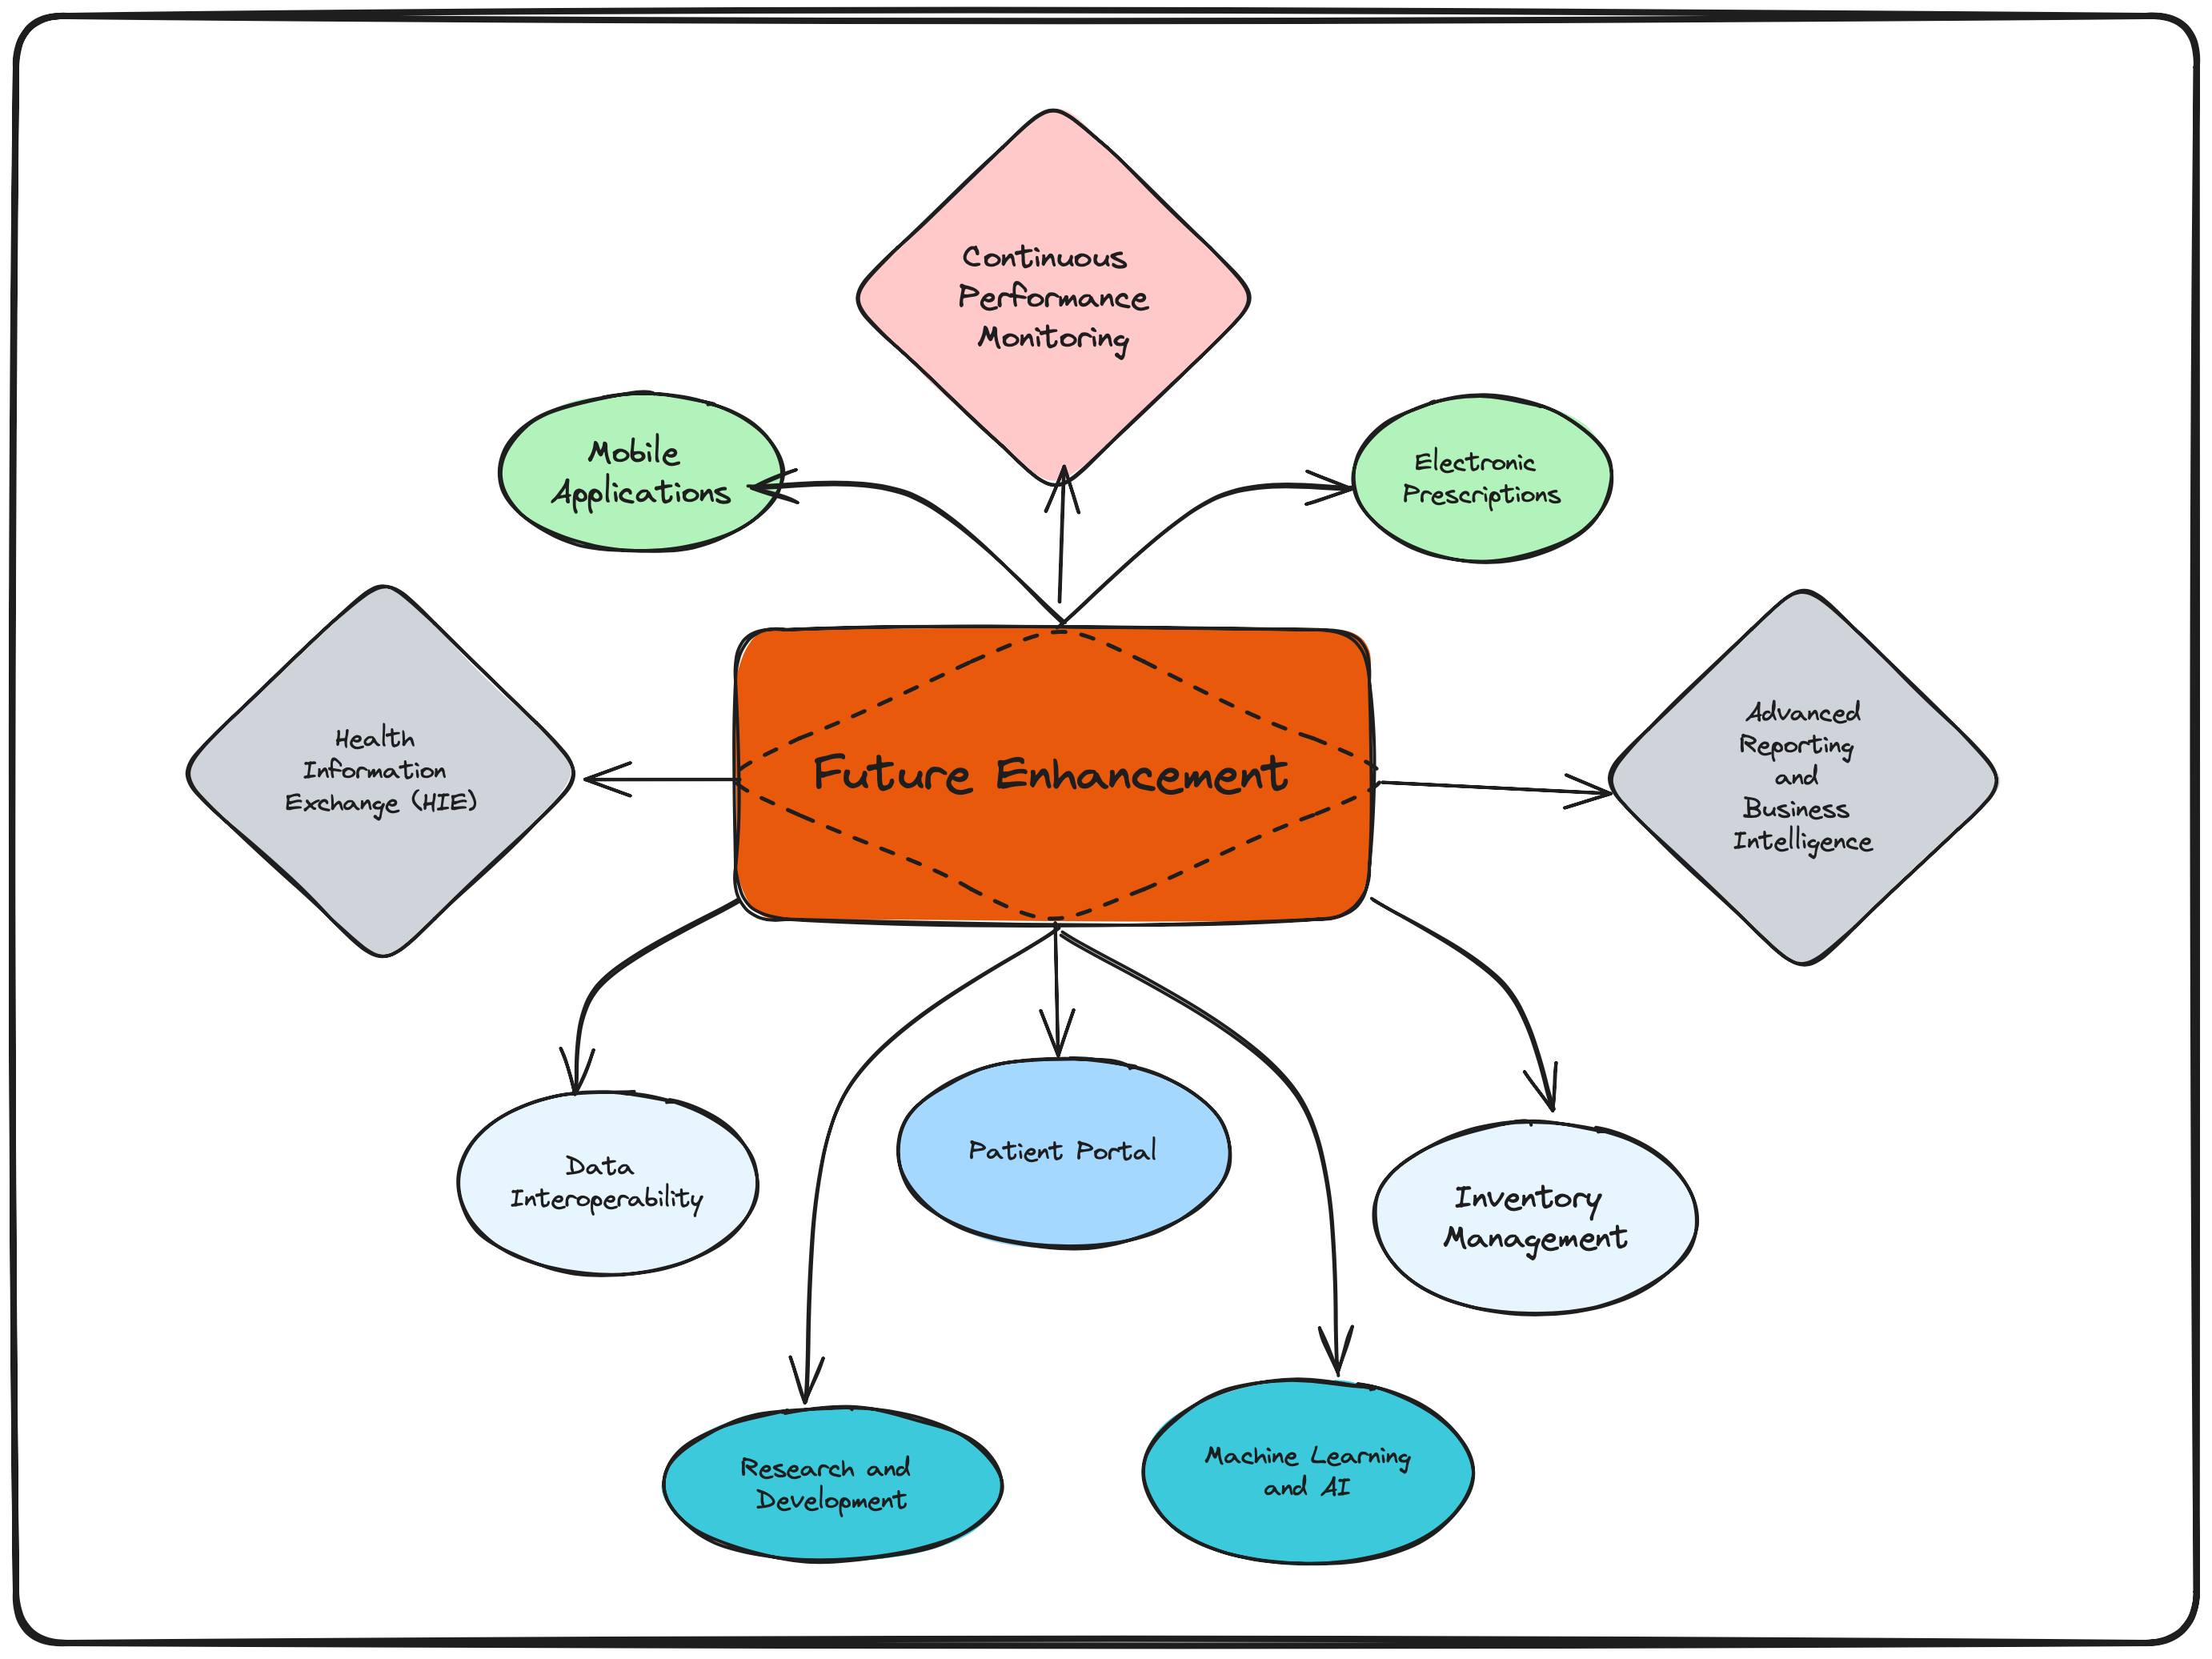 Continuous
Performance
Monitoring
Mobile
Applications
Electronic
Prescriptions
Health
Information
Exchange (HIE)
Future Enhancement
Advanced
Reporting
and
Business
Intelligence
Data
Interoperability
Patient Portal
Inventory
Management
Research and
Development
Machine Learning
and AI